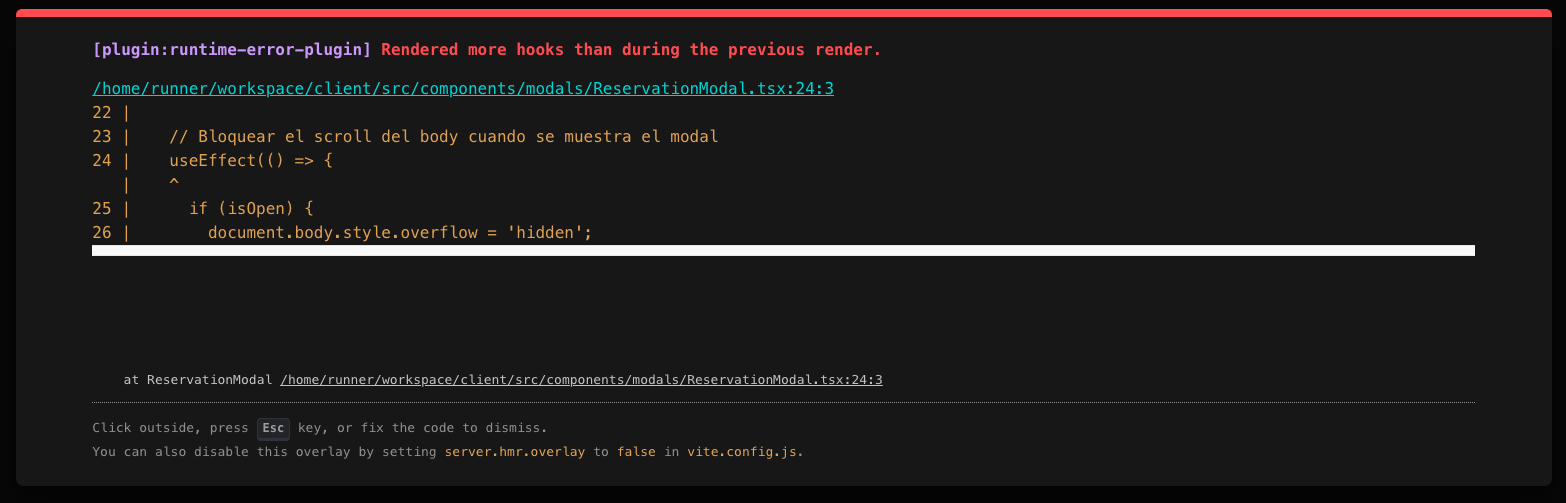 [plugin:runtime-error-plugin] Rendered more hooks than during the previous render.
/home/runner/workspace/client/src/components/modals/ReservationModal.tsx:24:3
22 |
23 |    // Bloquear el scroll del body cuando se muestra el modal
24 |    useEffect(() => {
   |    ^
25 |      if (isOpen) {
26 |        document.body.style.overflow = 'hidden';
at ReservationModal /home/runner/workspace/client/src/components/modals/ReservationModal.tsx:24:3
Click outside, press Esc key, or fix the code to dismiss.
You can also disable this overlay by setting server.hmr.overlay to false in vite.config.js.